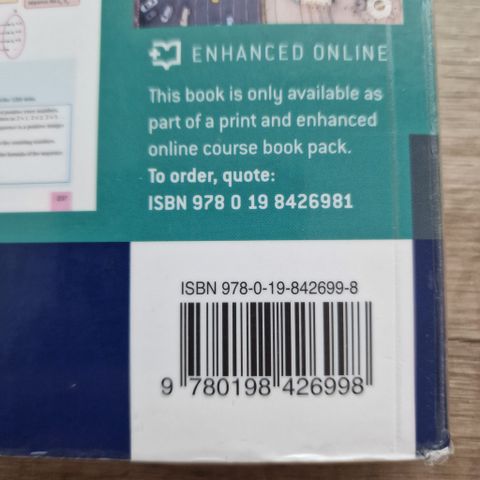 ENHANCED ONLINE
This book is only available as
part of a print and enhanced
online course book pack.
To order, quote:
ISBN 978 0 19 8426981
ISBN 978-0-19-842699-8
9 780198 426998